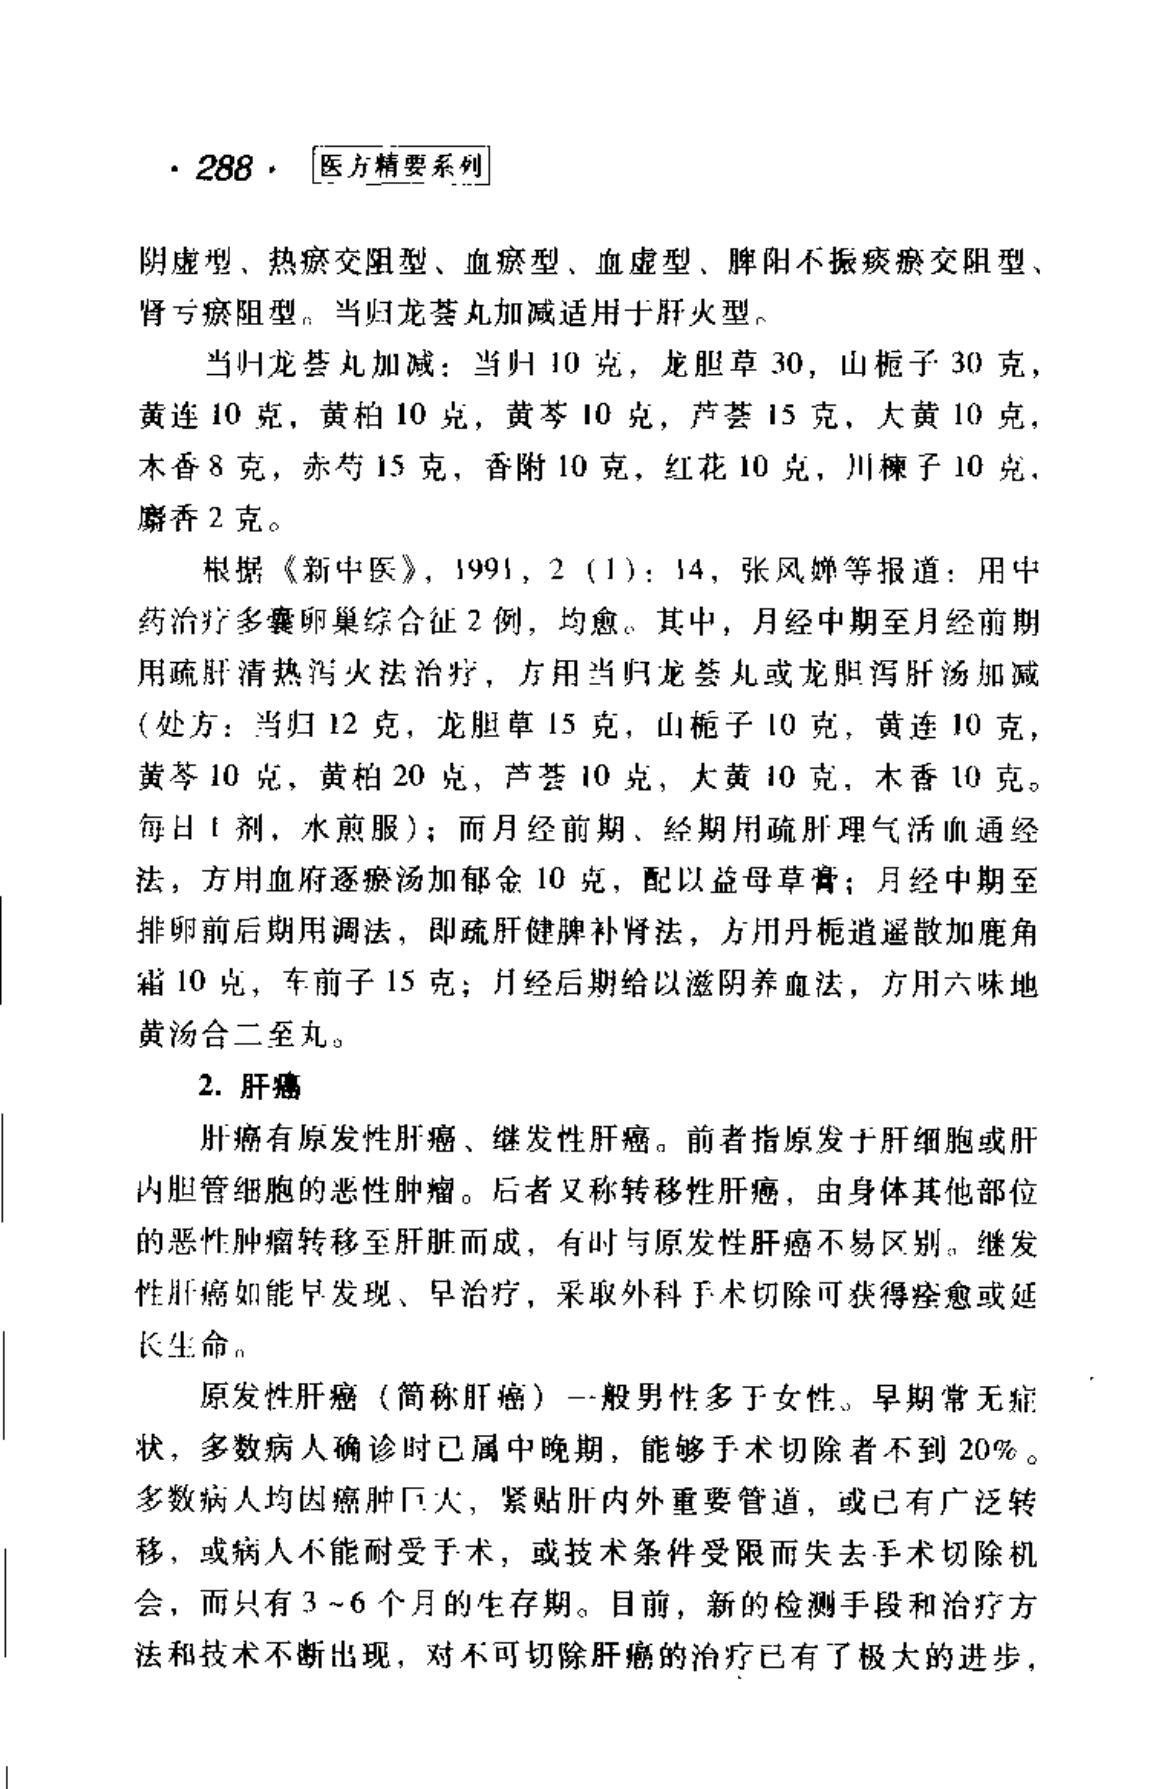 ·288· 医方精要系列
阴虚型、热瘀交阻型、血瘀型、血虚型、脾阳不振痰瘀交阻型、
肾亏瘀阻型。当归龙荟丸加减适用于肝火型。
当归龙荟丸加减：当归 10 克，龙胆草 30，山栀子 30 克，
黄连 10 克，黄柏 10 克，黄芩 10 克，芦荟 15 克，大黄 10 克，
木香 8 克，赤芍 15 克，香附 10 克，红花 10 克，川楝子 10 克，
麝香 2 克。
根据《新中医》，1991，2（1）：14，张凤婵等报道：用中
药治疗多囊卵巢综合征 2 例，均愈。其中，月经中期至月经前期
用疏肝清热泻火法治疗，方用当归龙荟丸或龙胆泻肝汤加减
（处方：当归 12 克，龙胆草 15 克，山栀子 10 克，黄连 10 克，
黄芩 10 克，黄柏 20 克，芦荟 10 克，大黄 10 克，木香 10 克。
每日 1 剂，水煎服）；而月经前期、经期用疏肝理气活血通经
法，方用血府逐瘀汤加郁金 10 克，配以益母草膏；月经中期至
排卵前后期用调法，即疏肝健脾补肾法，方用丹栀逍遥散加鹿角
霜 10 克，车前子 15 克；月经后期给以滋阴养血法，方用六味地
黄汤合二至丸。
2. 肝癌
肝癌有原发性肝癌、继发性肝癌。前者指原发于肝细胞或肝
内胆管细胞的恶性肿瘤。后者又称转移性肝癌，由身体其他部位
的恶性肿瘤转移至肝脏而成，有时与原发性肝癌不易区别。继发
性肝癌如能早发现、早治疗，采取外科手术切除可获得痊愈或延
长生命。
原发性肝癌（简称肝癌）一般男性多于女性。早期常无症
状，多数病人确诊时已属中晚期，能够手术切除者不到 20%。
多数病人均因癌肿巨大，紧贴肝内外重要管道，或已有广泛转
移，或病人不能耐受手术，或技术条件受限而失去手术切除机
会，而只有 3~6 个月的生存期。目前，新的检测手段和治疗方
法和技术不断出现，对不可切除肝癌的治疗已有了极大的进步，